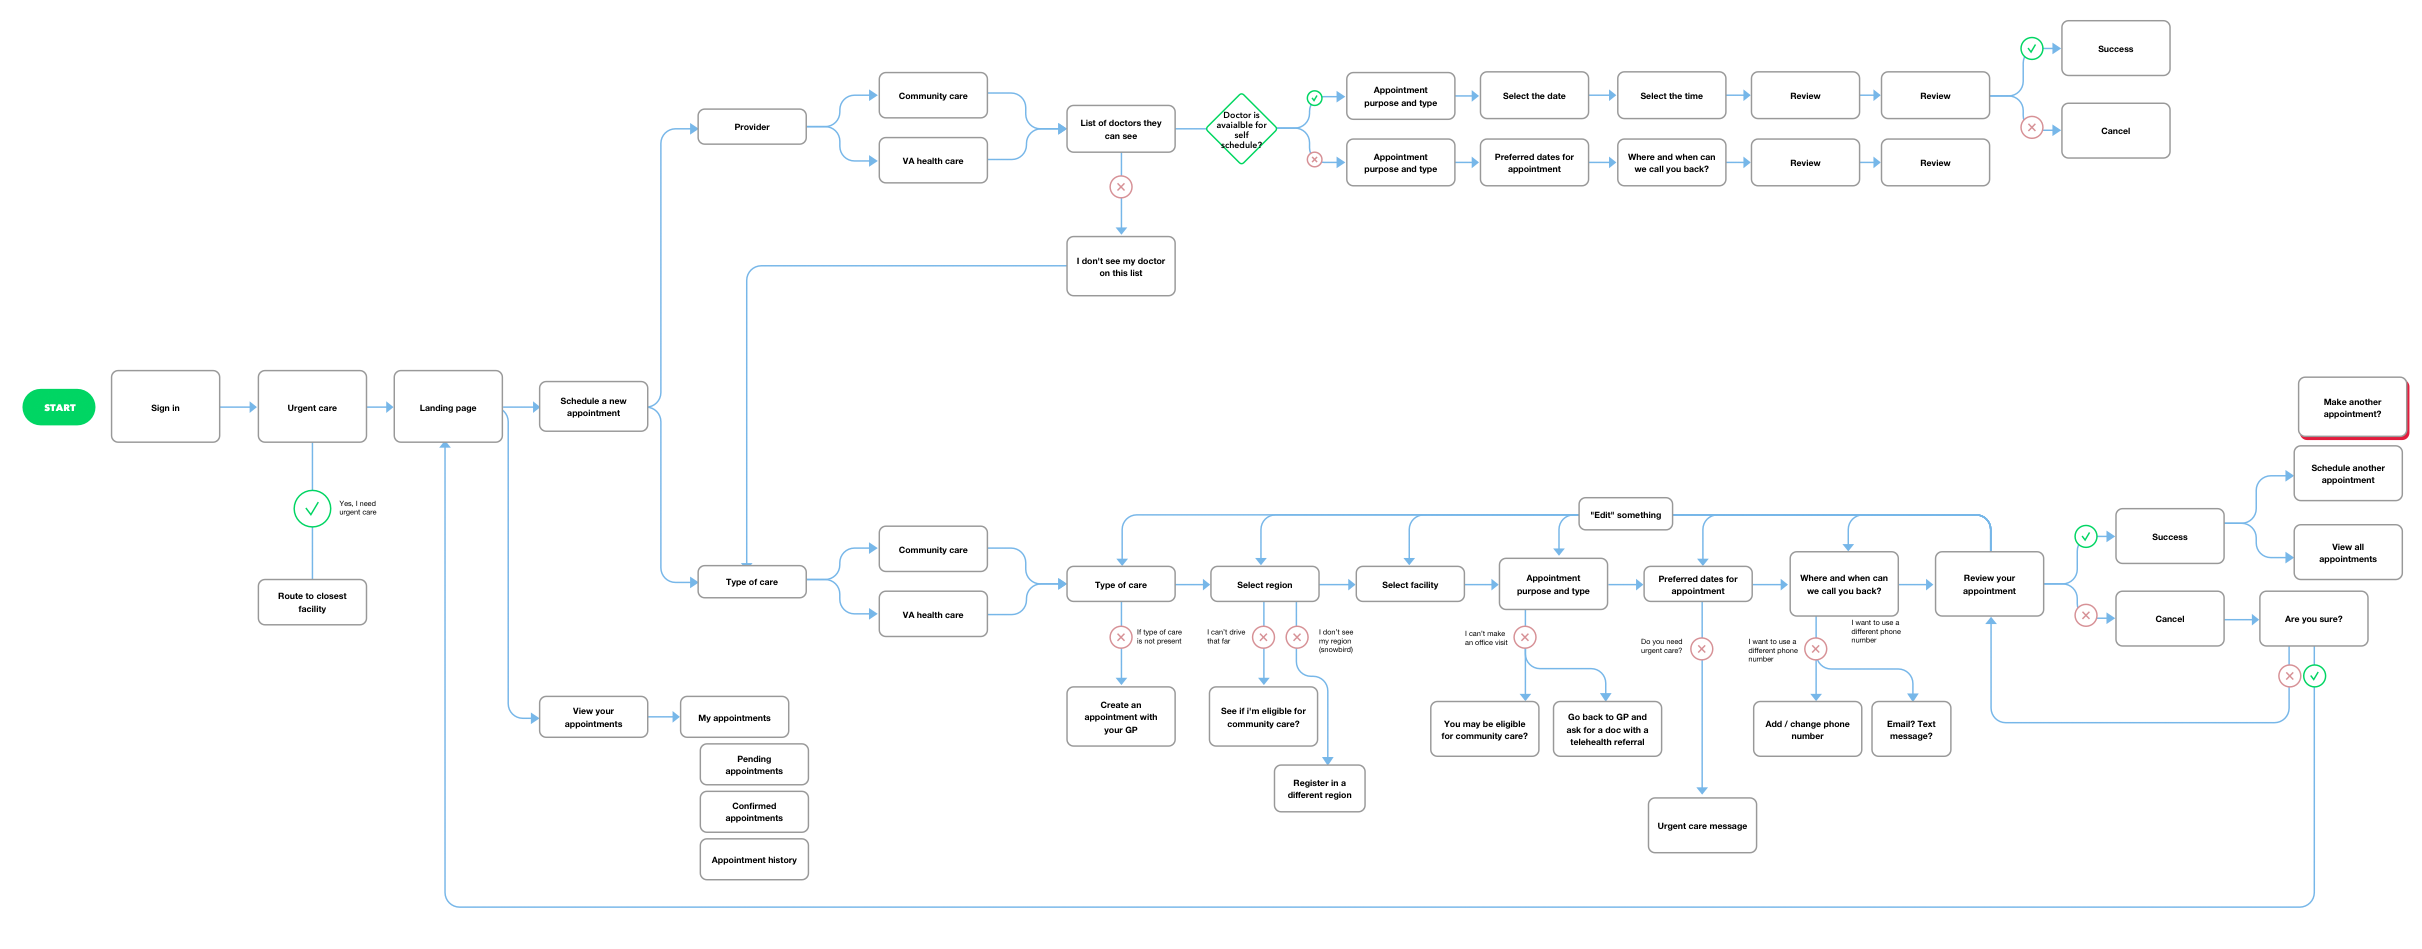 Success
Cancel
Community care
VA health care
Provider
List of doctors they
can see
Doctor is
avaialble for
self
schedule?
Appointment
purpose and type
Select the date
Select the time
Review
Review
Appointment
purpose and type
Preferred dates for
appointment
Where and when can
we call you back?
Review
Review
I don't see my doctor
on this list
START
Sign in
Urgent care
Landing page
Schedule a new
appointment
Yes, I need
urgent care
Route to closest
facility
Make another
appointment?
Schedule another
appointment
View all
appointments
"Edit" something
Type of care
Community care
VA health care
Type of care
Select region
Select facility
Appointment
purpose and type
Preferred dates for
appointment
Where and when can
we call you back?
Review your
appointment
Success
Cancel
Are you sure?
If type of care
is not present
I can't drive
that far
I don't see
my region
(snowbird)
I can't make
an office visit
Do you need
urgent care?
I want to use a
different phone
number
I want to use a
different phone
number
Create an
appointment with
your GP
See if i'm eligible for
community care?
Register in a
different region
You may be eligible
for community care?
Go back to GP and
ask for a doc with a
telehealth referral
Urgent care message
Add / change phone
number
Email? Text
message?
View your
appointments
My appointments
Pending
appointments
Confirmed
appointments
Appointment history